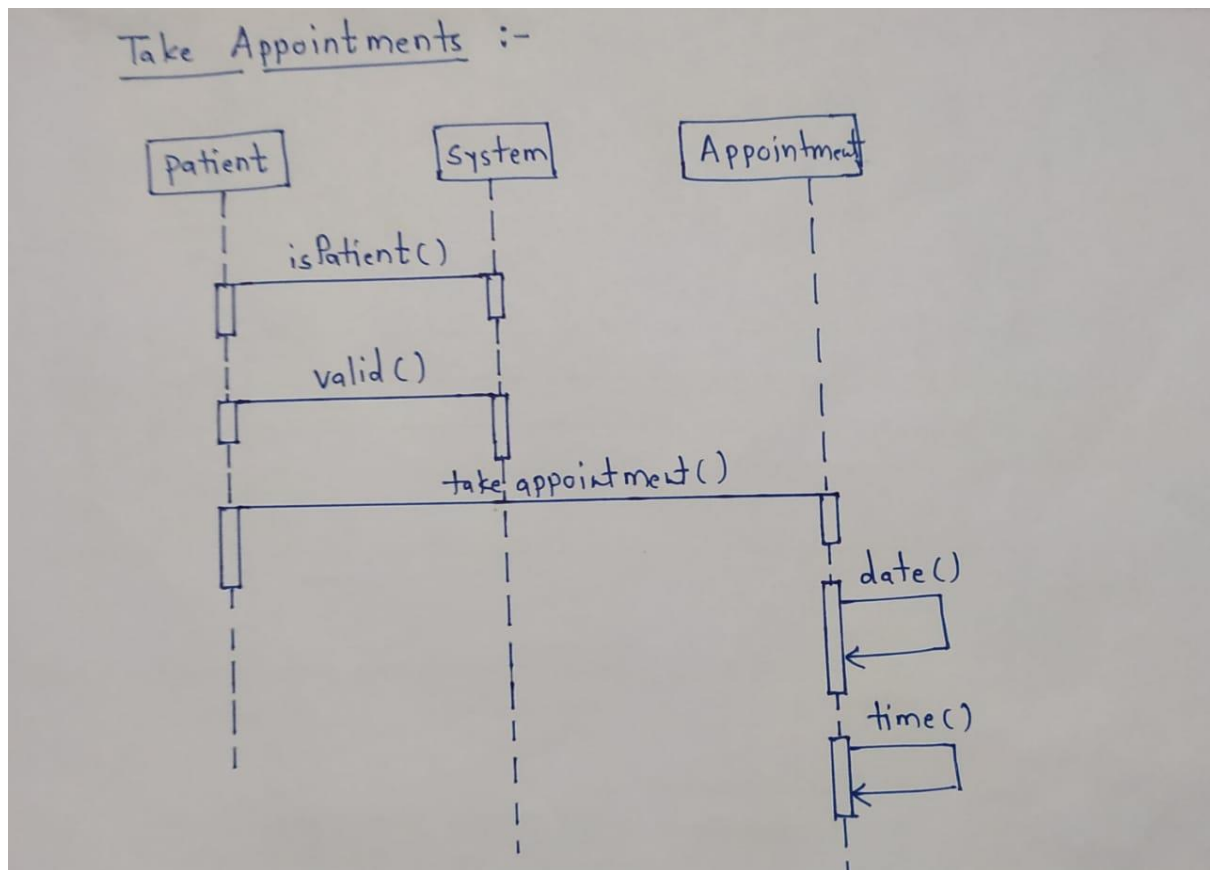 Take Appointments :-
Patient
System
Appointment
isPatient()
valid()
take appointment()
date()
time()